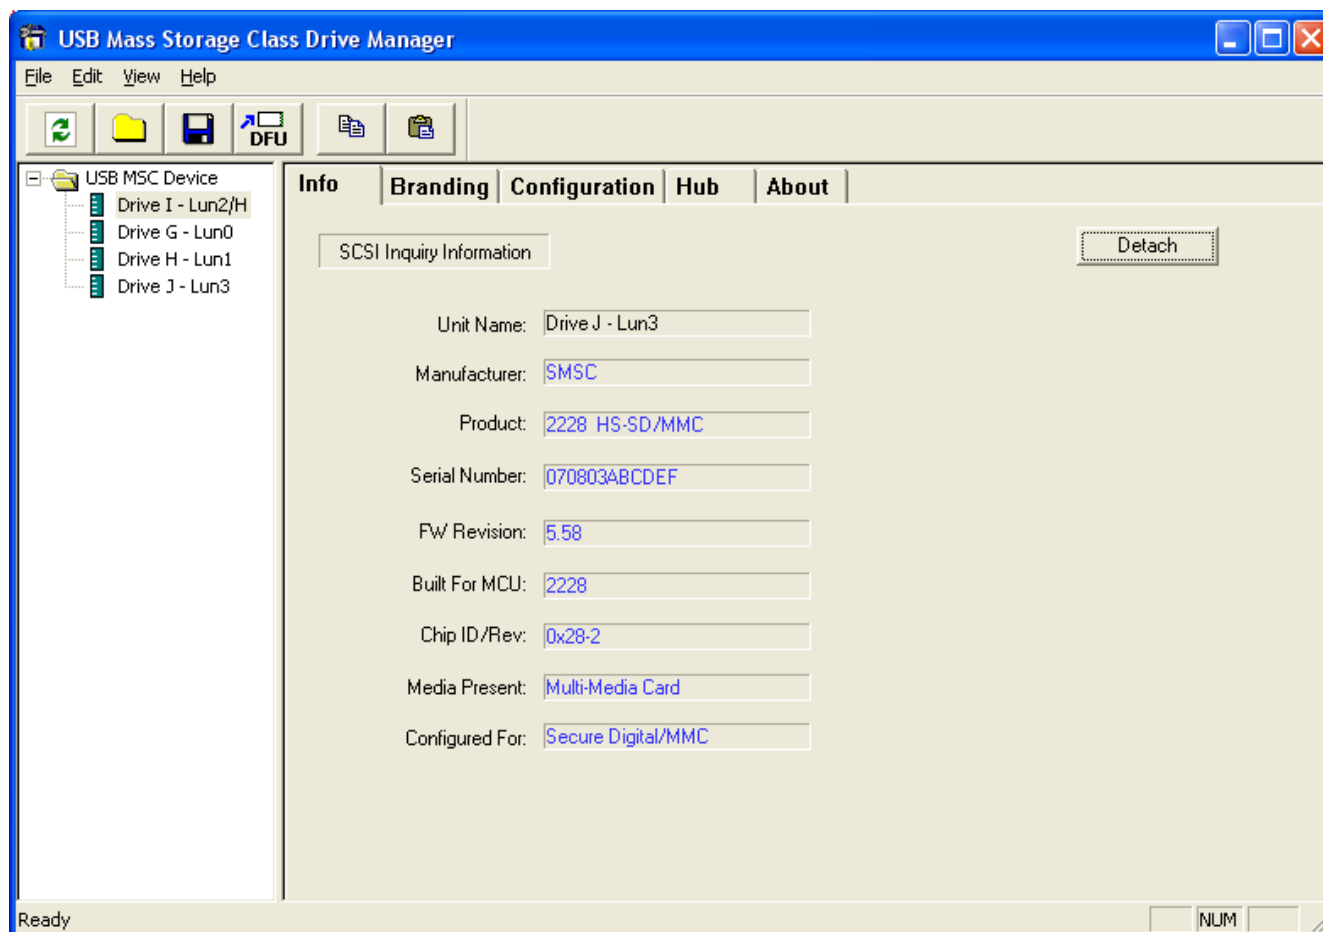 USB Mass Storage Class Drive Manager
File Edit View Help
DFU
USB MSC Device
Drive I - Lun2/H
Drive G - Lun0
Drive H - Lun1
Drive J - Lun3
Info Branding Configuration Hub About
SCSI Inquiry Information
Detach
Unit Name: Drive J - Lun3
Manufacturer: SMSC
Product: 2228 HS-SD/MMC
Serial Number: 070803ABCDEF
FW Revision: 5.58
Built For MCU: 2228
Chip ID/Rev: 0x28-2
Media Present: Multi-Media Card
Configured For: Secure Digital/MMC
Ready
NUM